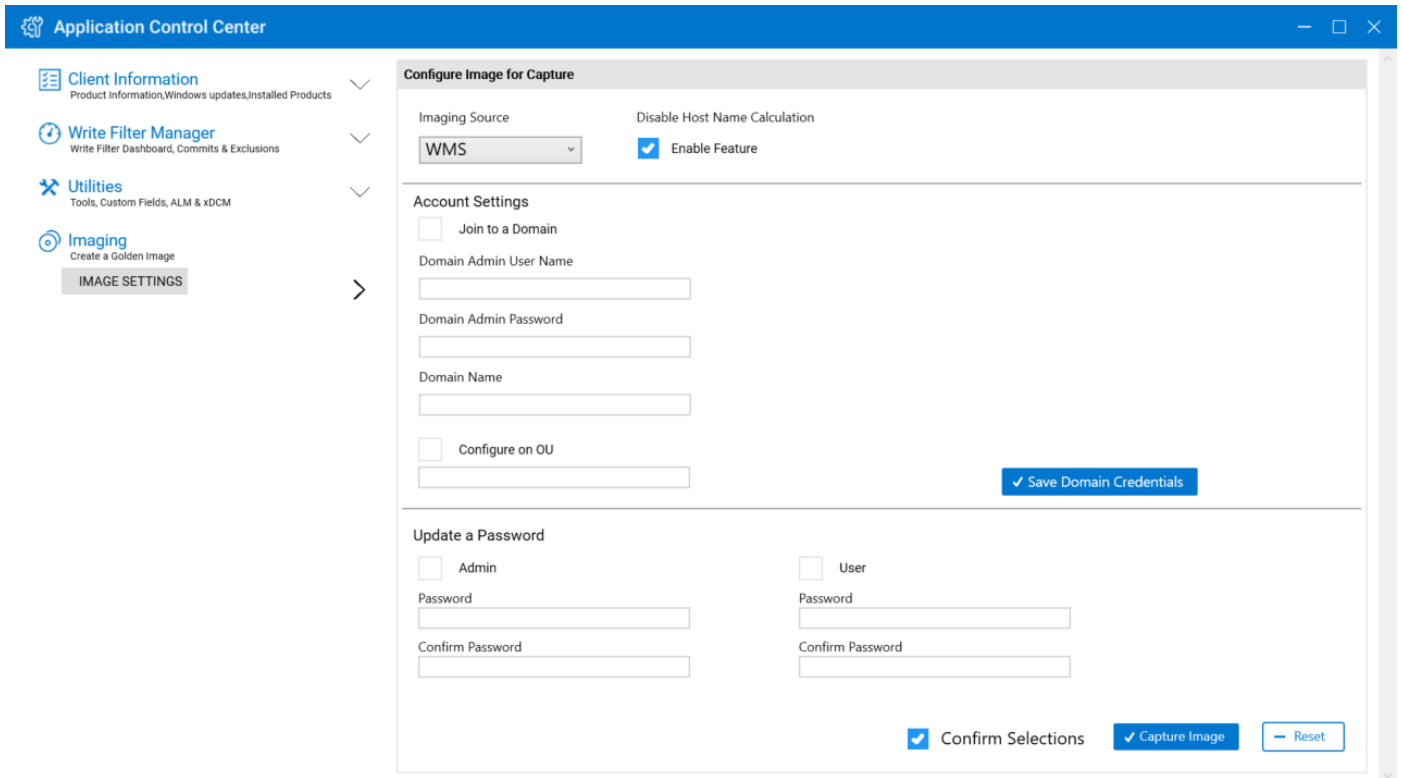 Application Control Center
Client Information
Product Information,Windows updates,Installed Products
Write Filter Manager
Write Filter Dashboard, Commits & Exclusions
Utilities
Tools, Custom Fields, ALM & xDCM
Imaging
Create a Golden Image
IMAGE SETTINGS
Configure Image for Capture
Imaging Source Disable Host Name Calculation
WMS Enable Feature
Account Settings
Join to a Domain
Domain Admin User Name
Domain Admin Password
Domain Name
Configure on OU
Save Domain Credentials
Update a Password
Admin User
Password Password
Confirm Password Confirm Password
Confirm Selections Capture Image Reset